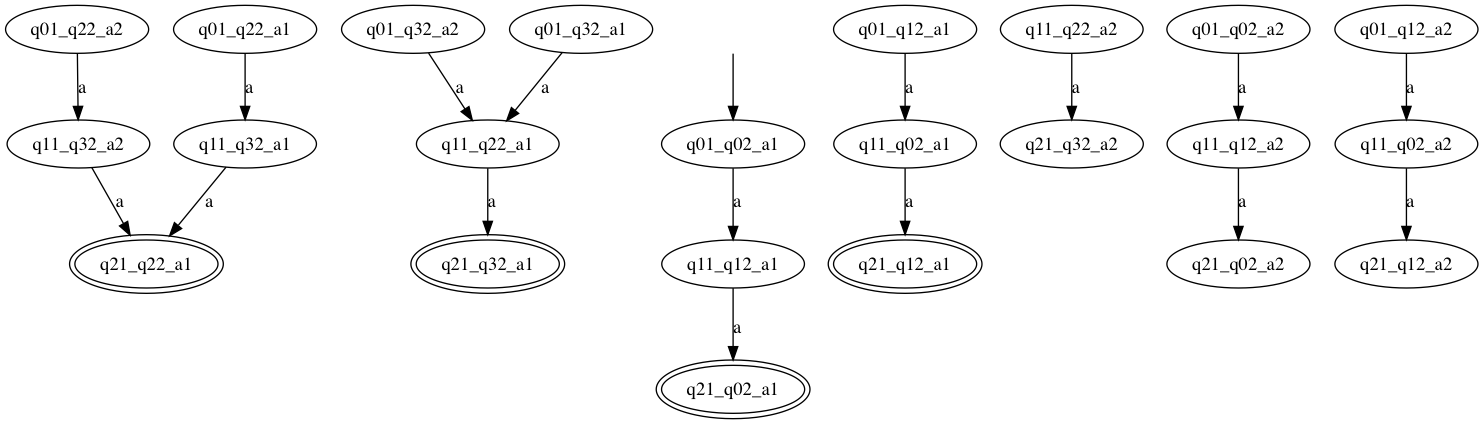 q01_q22_a2 q01_q22_a1 q01_q32_a2 q01_q32_a1 q01_q12_a1 q11_q22_a2 q01_q02_a2 q01_q12_a2
a a a a a a a a
q11_q32_a2 q11_q32_a1 q11_q22_a1 q01_q02_a1 q11_q02_a1 q21_q32_a2 q11_q12_a2 q11_q02_a2
a a a a a a a
q21_q22_a1 q21_q32_a1 q11_q12_a1 q21_q12_a1 q21_q02_a2 q21_q12_a2
a
q21_q02_a1